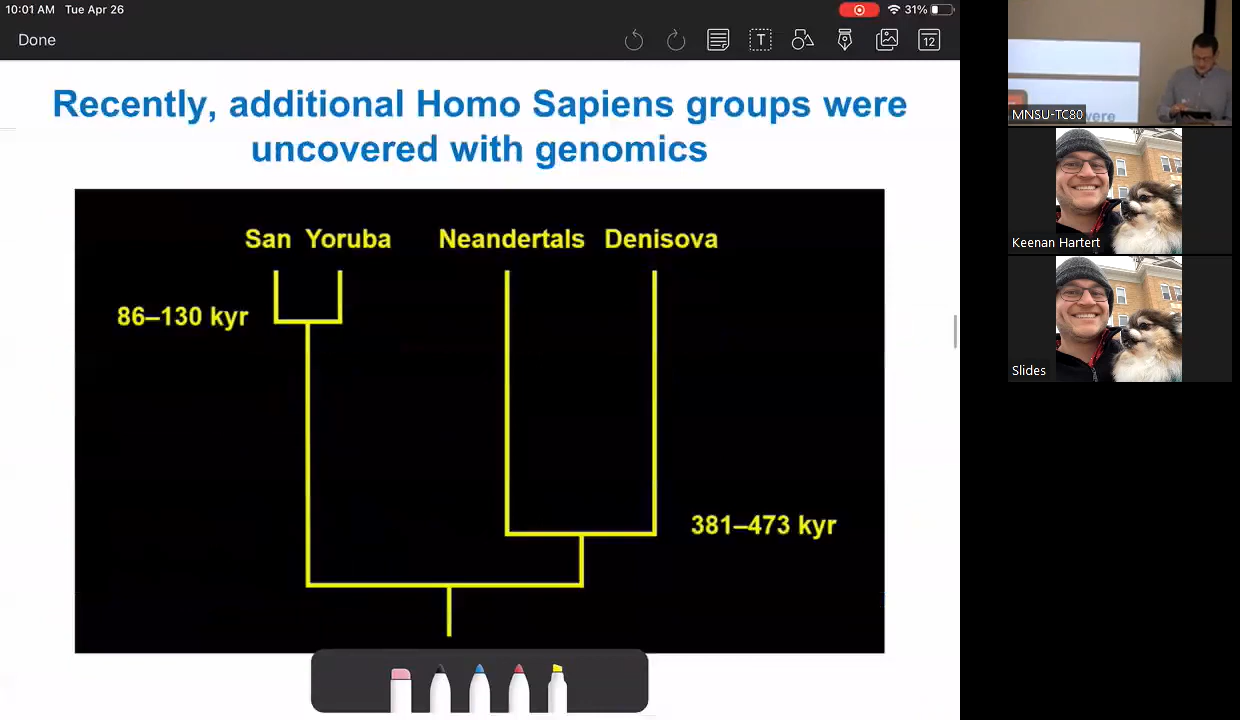 10:01 AM Tue Apr 26
31%
Done
T
12
Recently, additional Homo Sapiens groups were
uncovered with genomics
San Yoruba Neandertals Denisova
86–130 kyr
381–473 kyr
MNSU-TC80
were
Keenan Hartert
Slides